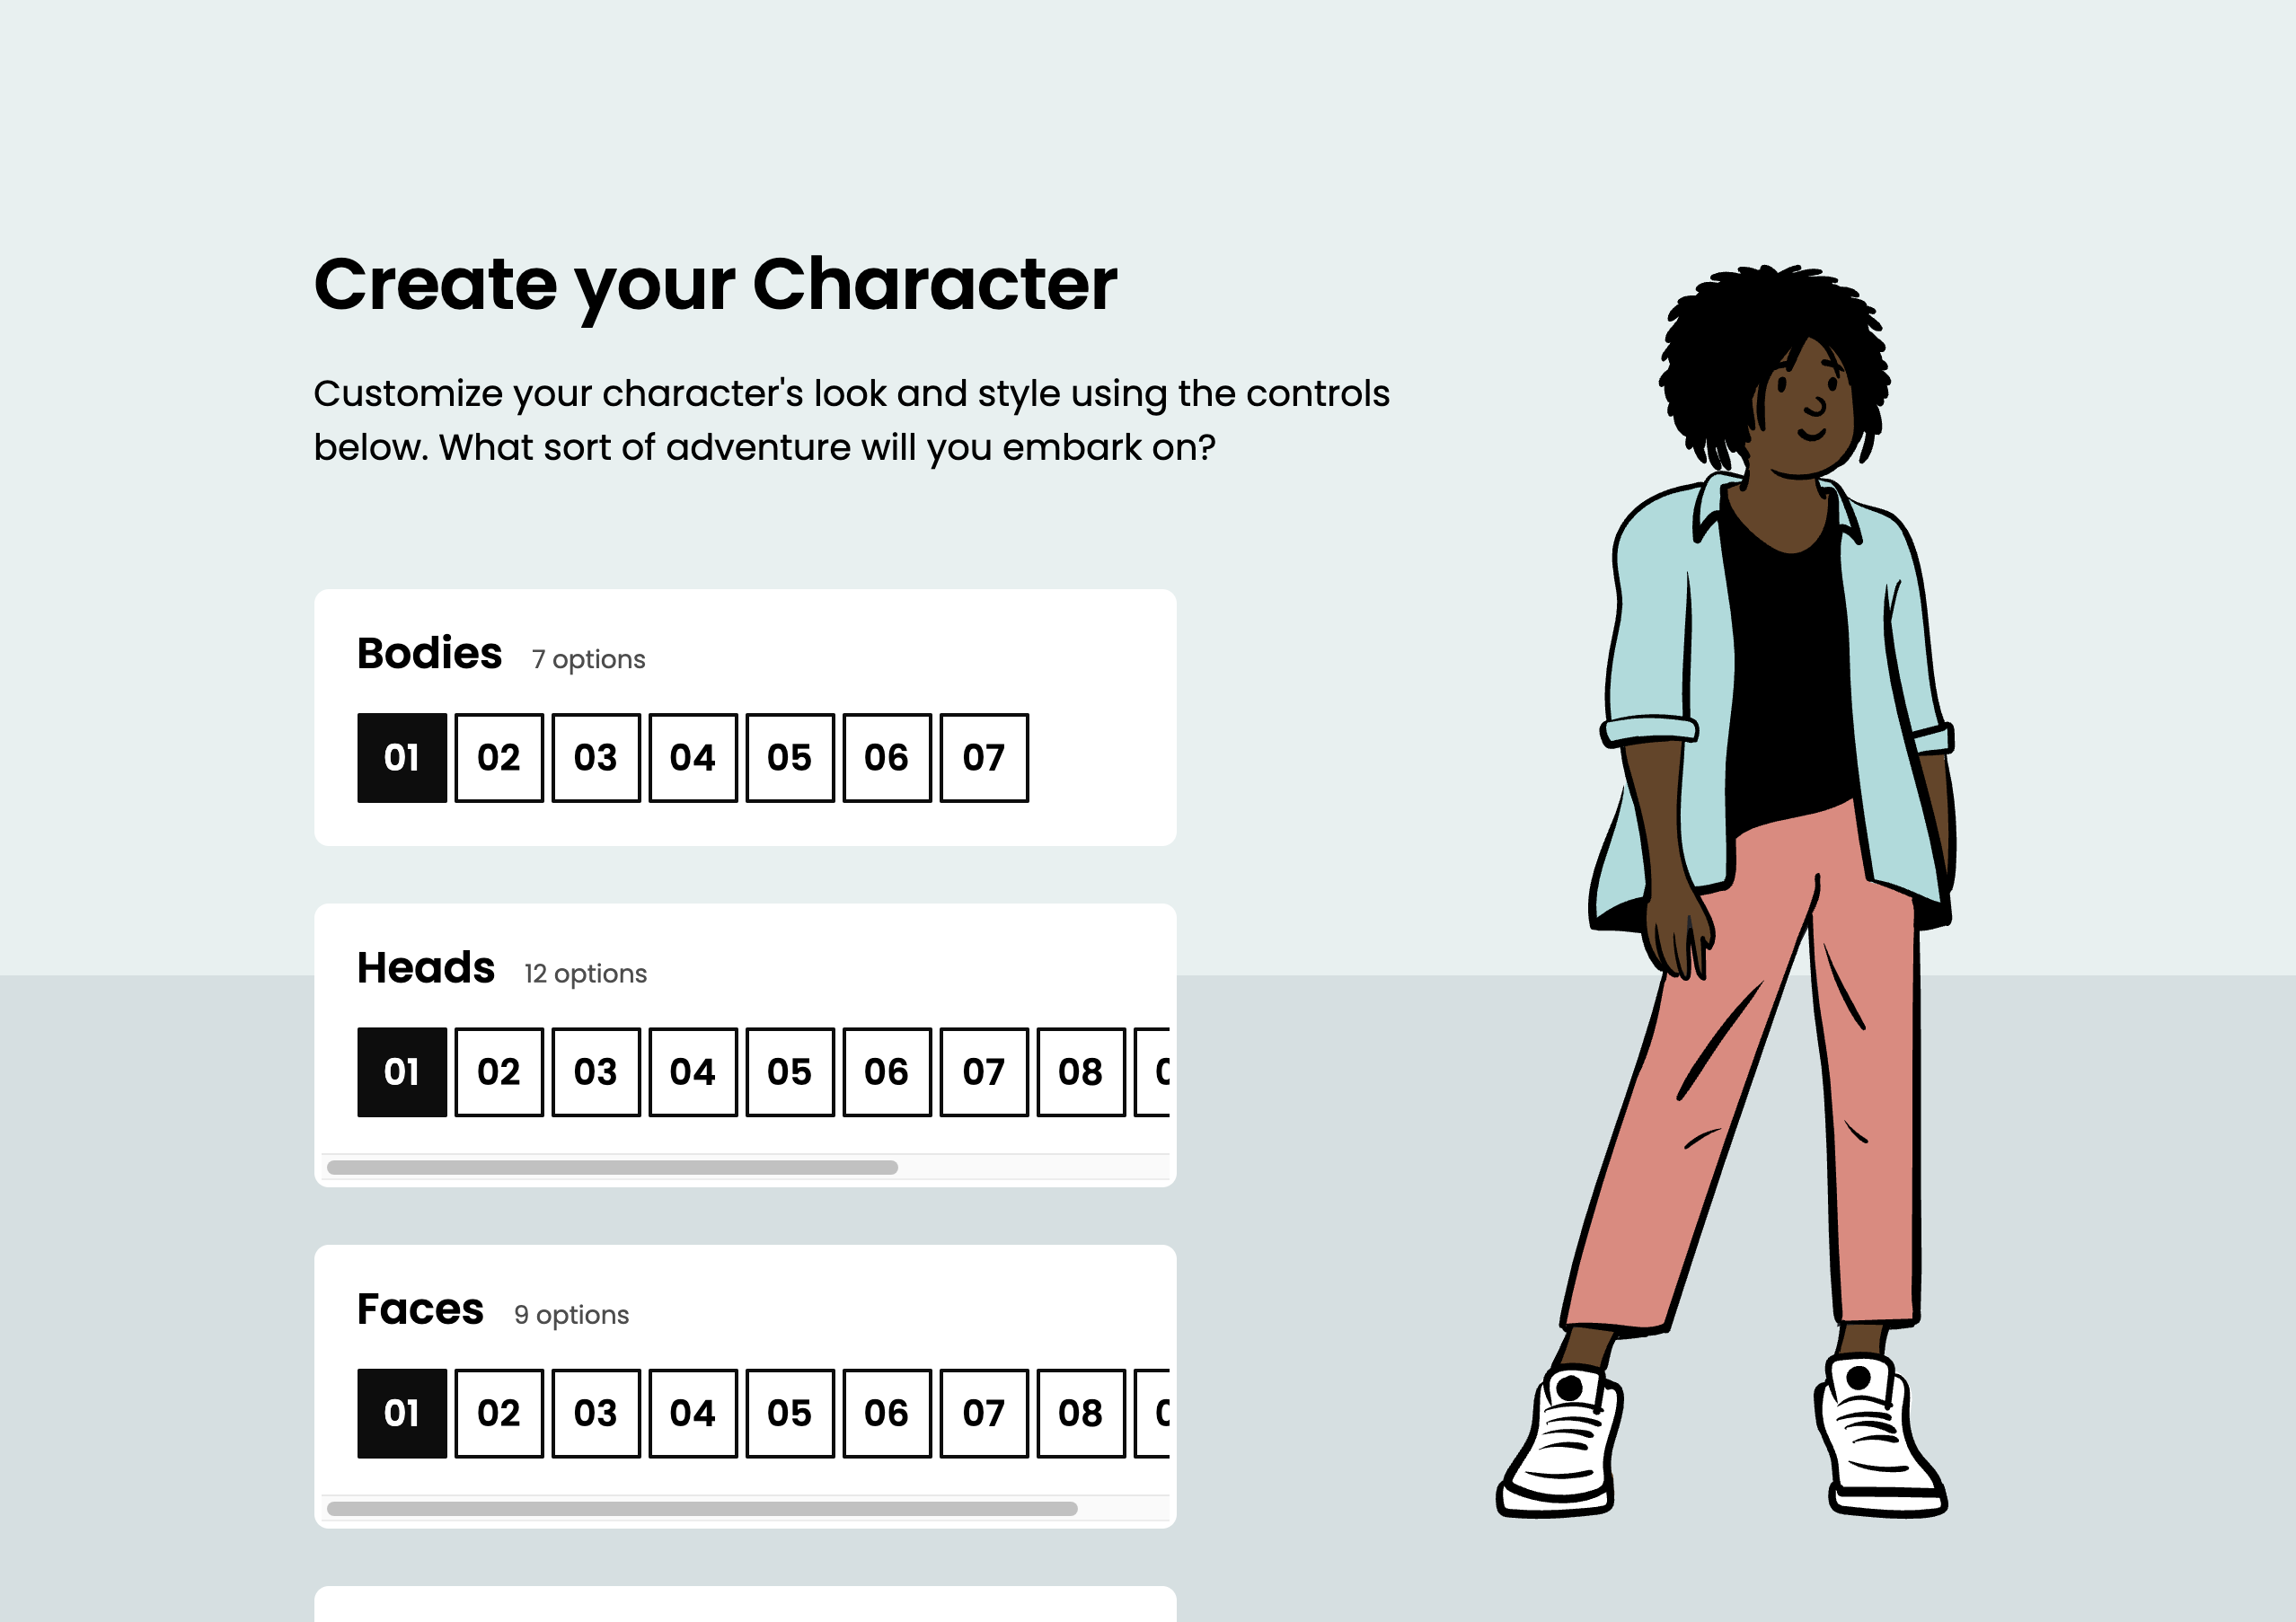 Create your Character
Customize your character's look and style using the controls
below. What sort of adventure will you embark on?
Bodies 7 options
01 02 03 04 05 06 07
Heads 12 options
01 02 03 04 05 06 07 08
Faces 9 options
01 02 03 04 05 06 07 08